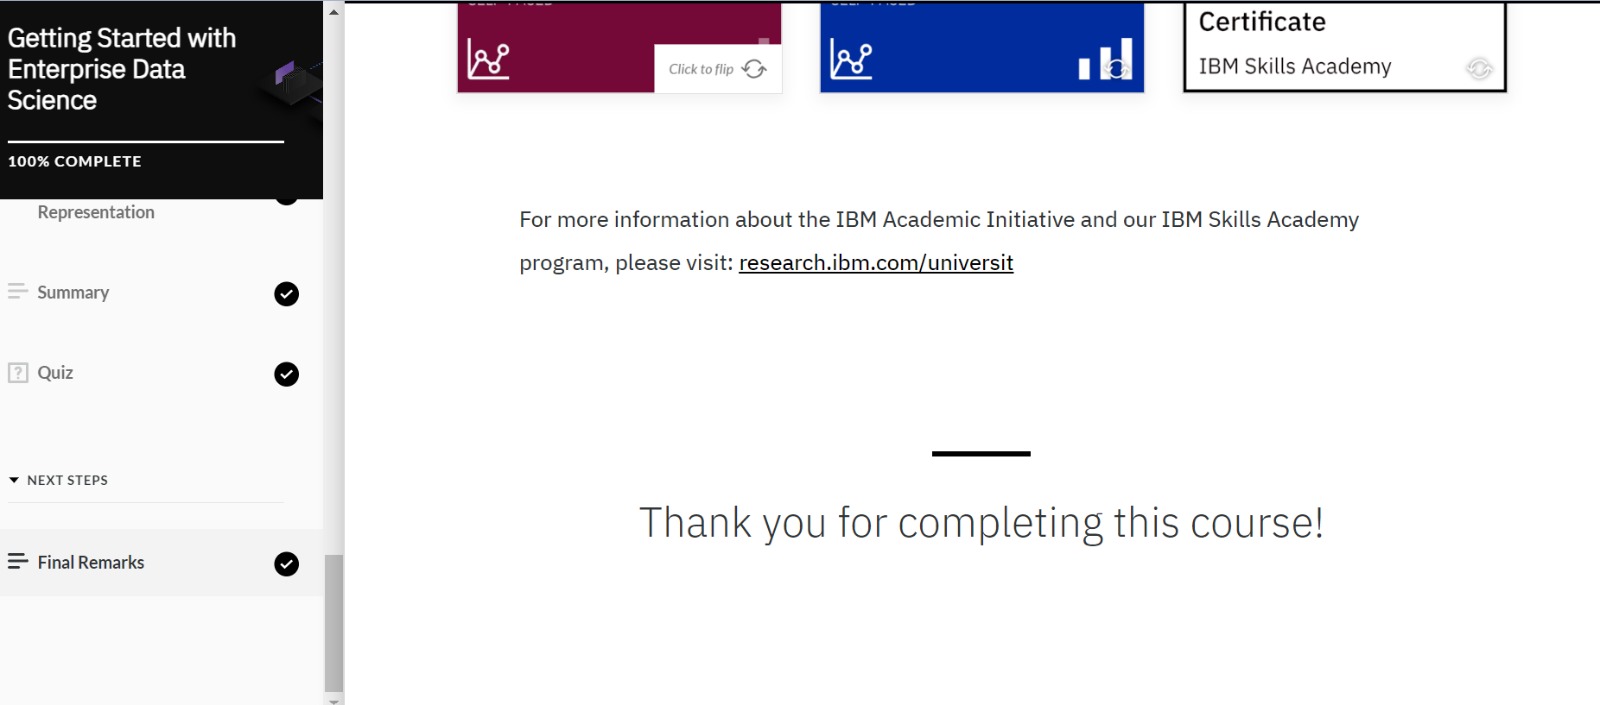 Getting Started with
Enterprise Data
Science
100% COMPLETE
Representation
Summary
Quiz
NEXT STEPS
Final Remarks
Click to flip
Certificate
IBM Skills Academy
For more information about the IBM Academic Initiative and our IBM Skills Academy
program, please visit: research.ibm.com/universit
Thank you for completing this course!